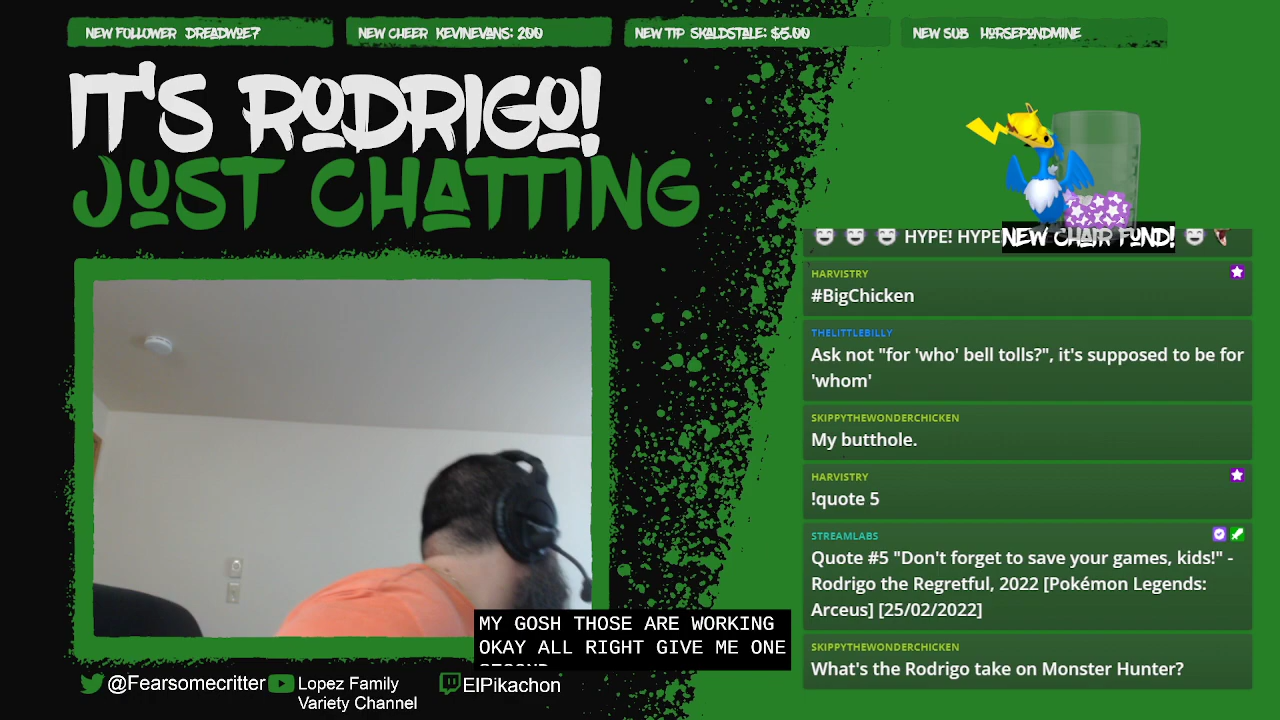 NEW FOLLOWER DREADWOE7
NEW CHEER KEVINEVANS: 200
NEW TIP SKALDSTALE: $5.00
NEW SUB HORSEPONDMINE
IT'S RODRIGO!
JUST CHATTING
HYPE! HYPE
NEW CHAIR FUND!
HARVISTRY
#BigChicken
THELITTLEBILLY
Ask not "for 'who' bell tolls?", it's supposed to be for
'whom'
SKIPPYTHEWONDERCHICKEN
My butthole.
HARVISTRY
!quote 5
STREAMLABS
Quote #5 "Don't forget to save your games, kids!" -
Rodrigo the Regretful, 2022 [Pokémon Legends:
Arceus] [25/02/2022]
SKIPPYTHEWONDERCHICKEN
What's the Rodrigo take on Monster Hunter?
MY GOSH THOSE ARE WORKING
OKAY ALL RIGHT GIVE ME ONE
@Fearsomecritter
Lopez Family
Variety Channel
ElPikachon